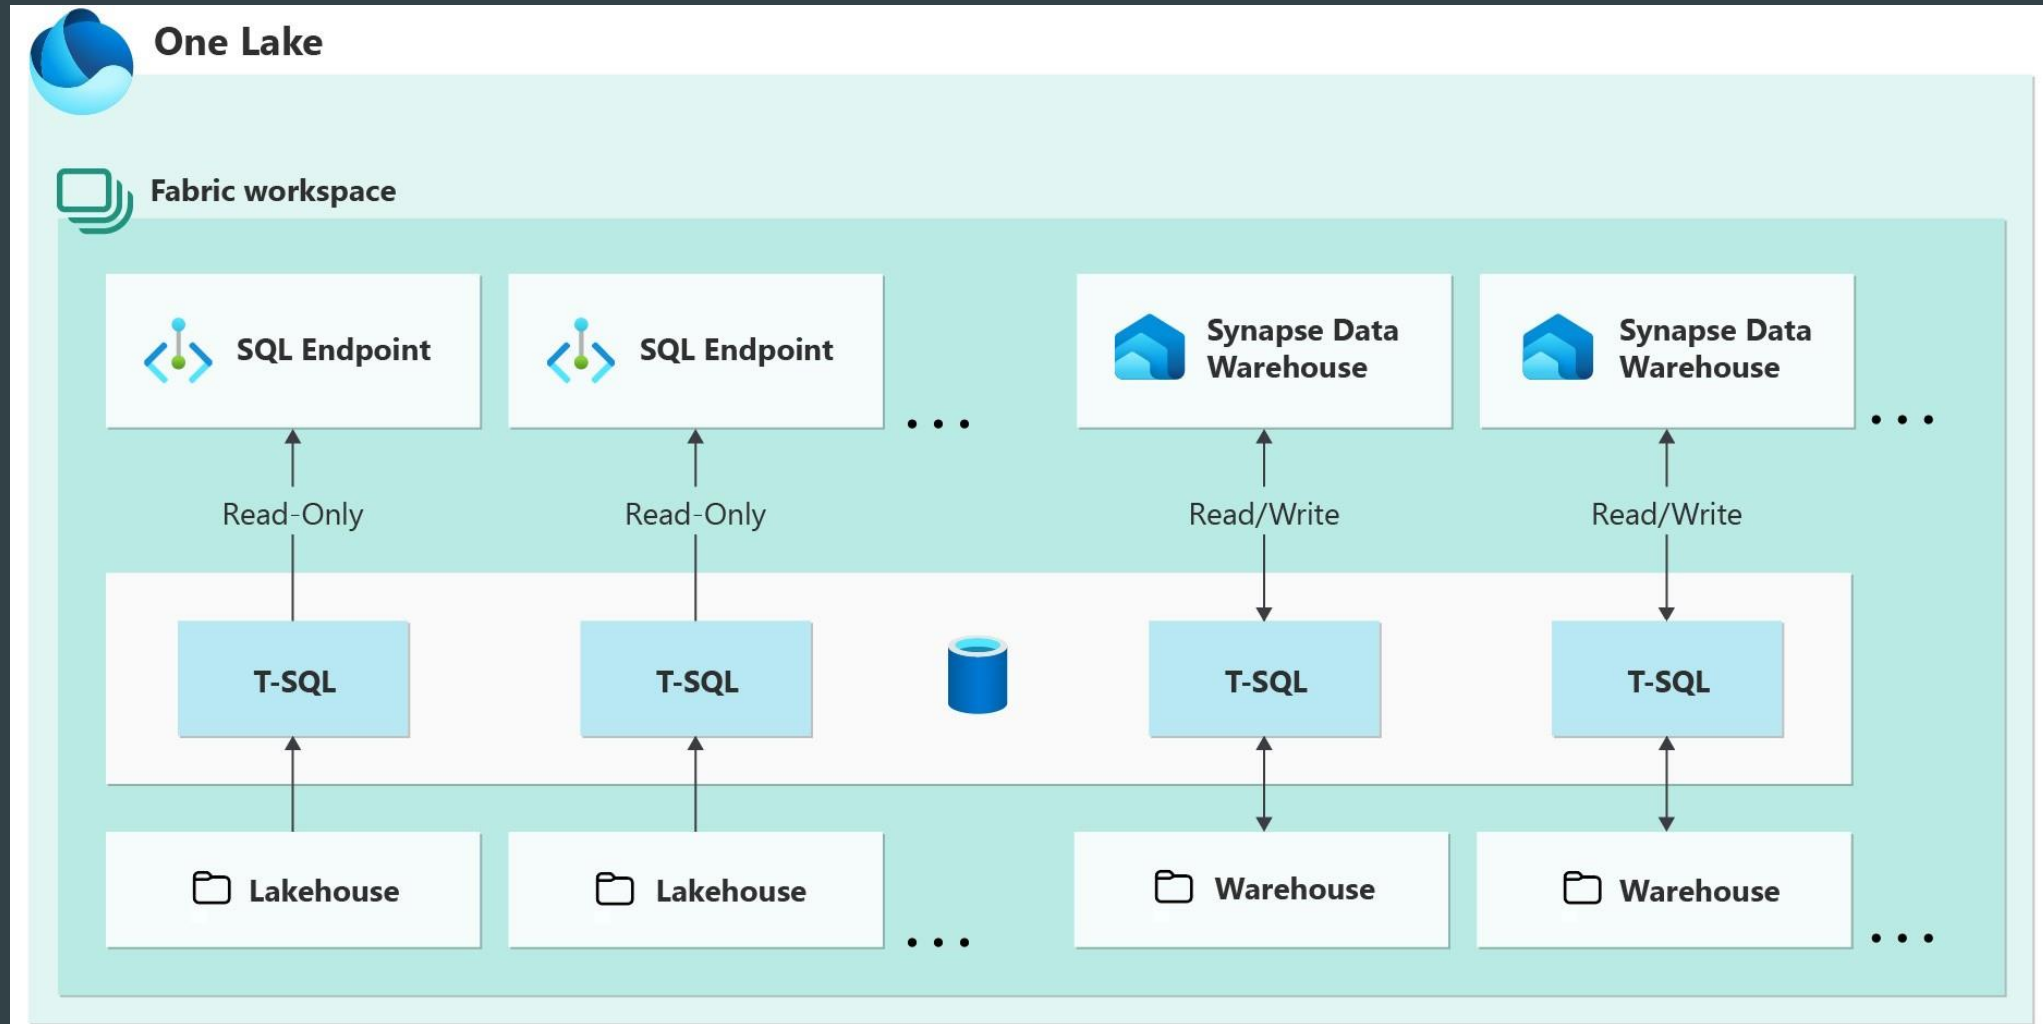 One Lake
Fabric workspace
SQL Endpoint
SQL Endpoint
...
Synapse Data
Warehouse
Synapse Data
Warehouse
...
Read-Only
Read-Only
Read/Write
Read/Write
T-SQL
T-SQL
T-SQL
T-SQL
Lakehouse
Lakehouse
...
Warehouse
Warehouse
...